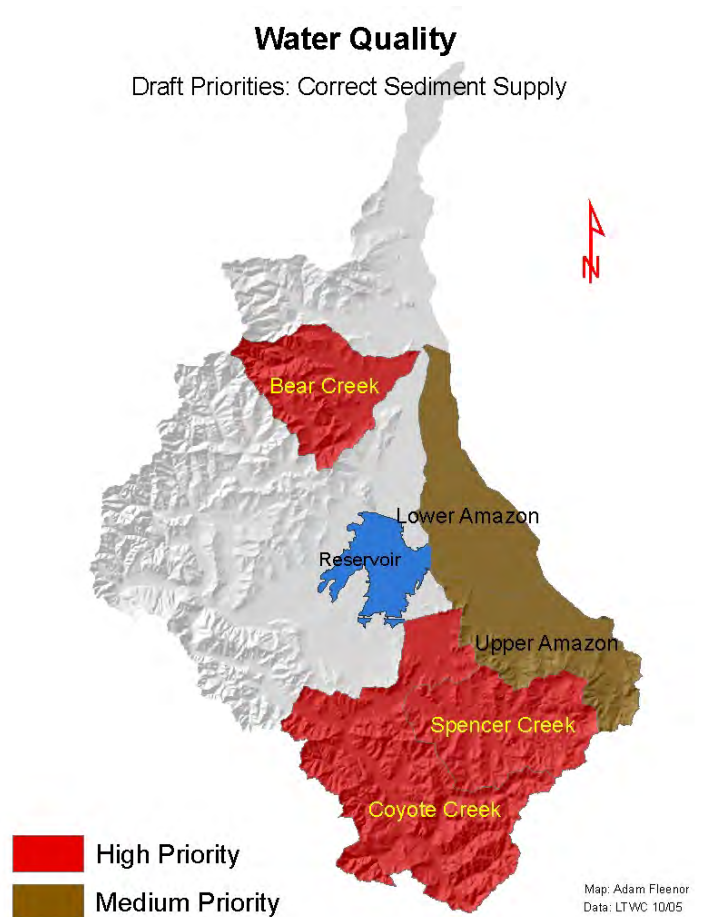 Water Quality
Draft Priorities: Correct Sediment Supply
N
Bear Creek
Lower Amazon
Reservoir
Upper Amazon
Spencer Creek
Coyote Creek
High Priority
Medium Priority
Map: Adam Fleenor
Data: LTWC 10/05